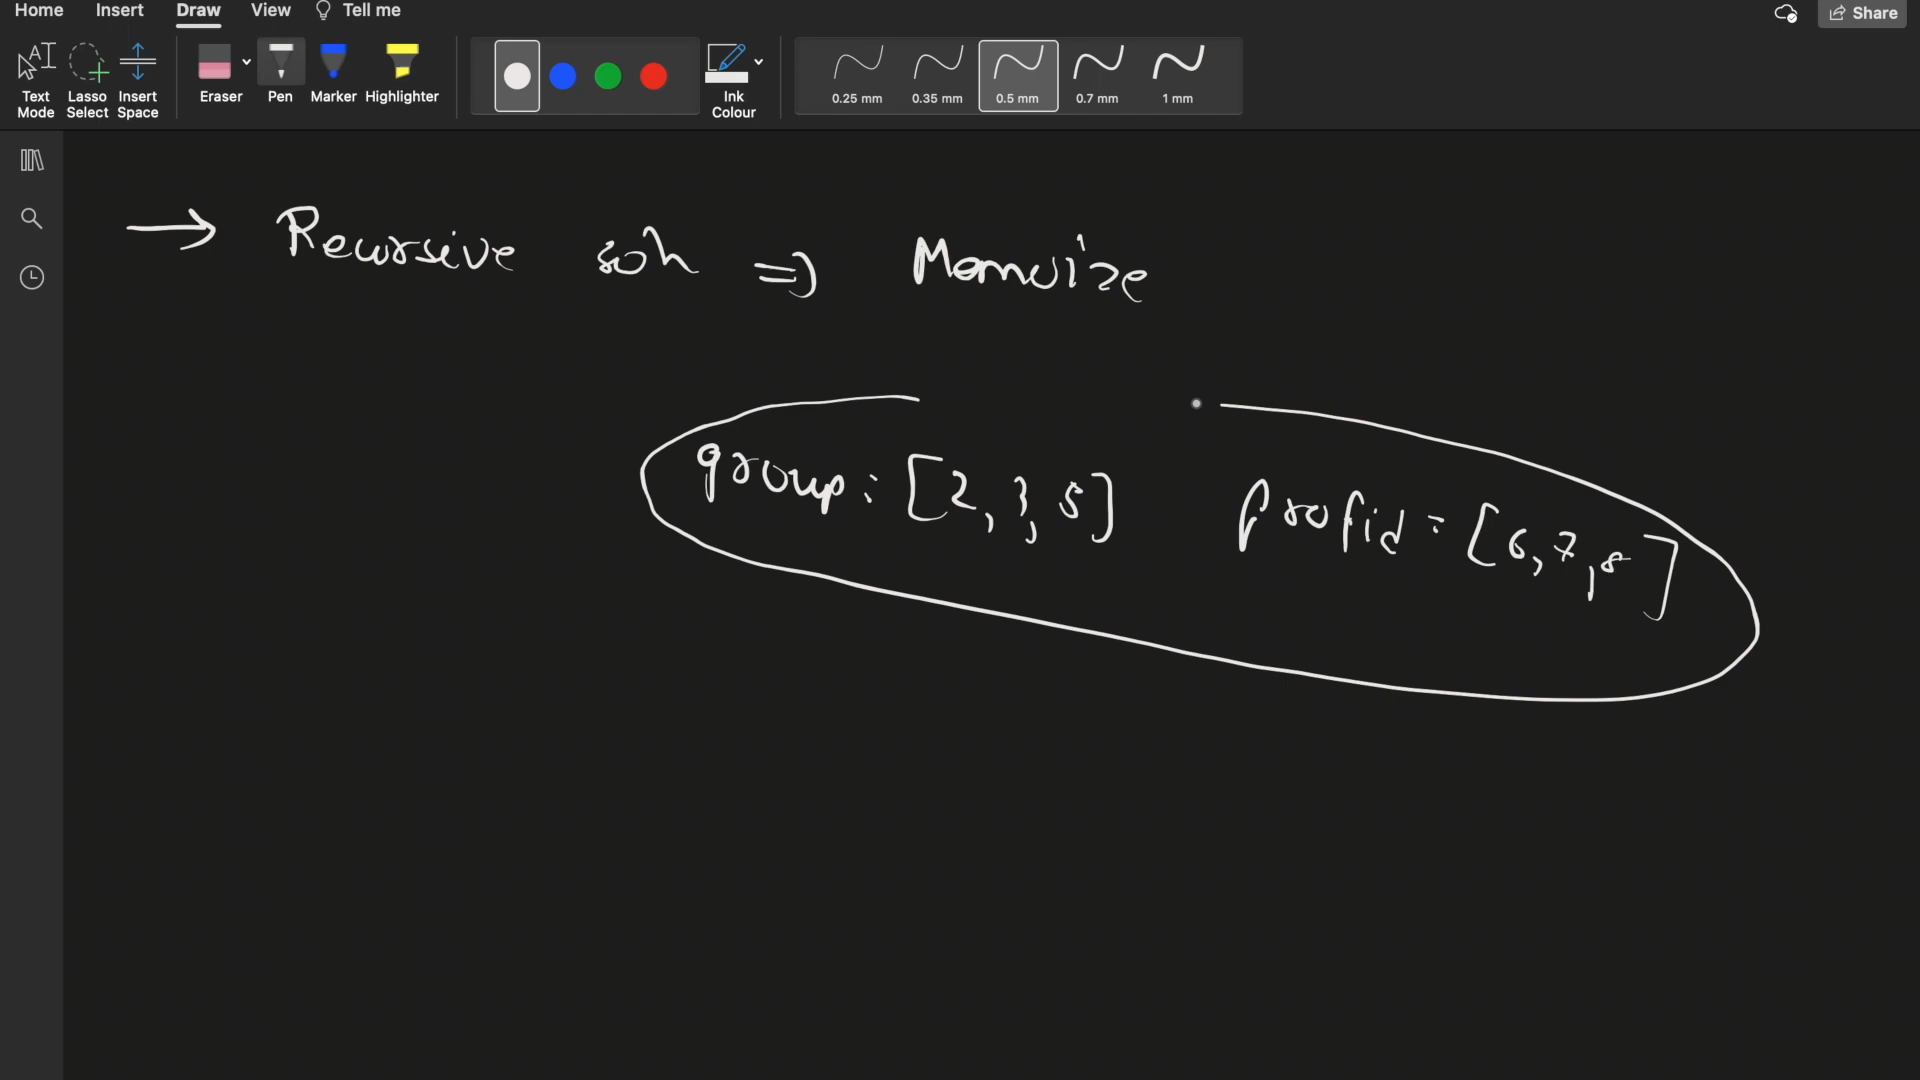 Home Insert Draw View Tell me Share
Text Mode Lasso Select Insert Space Eraser Pen Marker Highlighter Ink Colour 0.25 mm 0.35 mm 0.5 mm 0.7 mm 1 mm
→ Recursive soln => Memoize
group: [2, 3, 5] profid = [6, 7, 8]